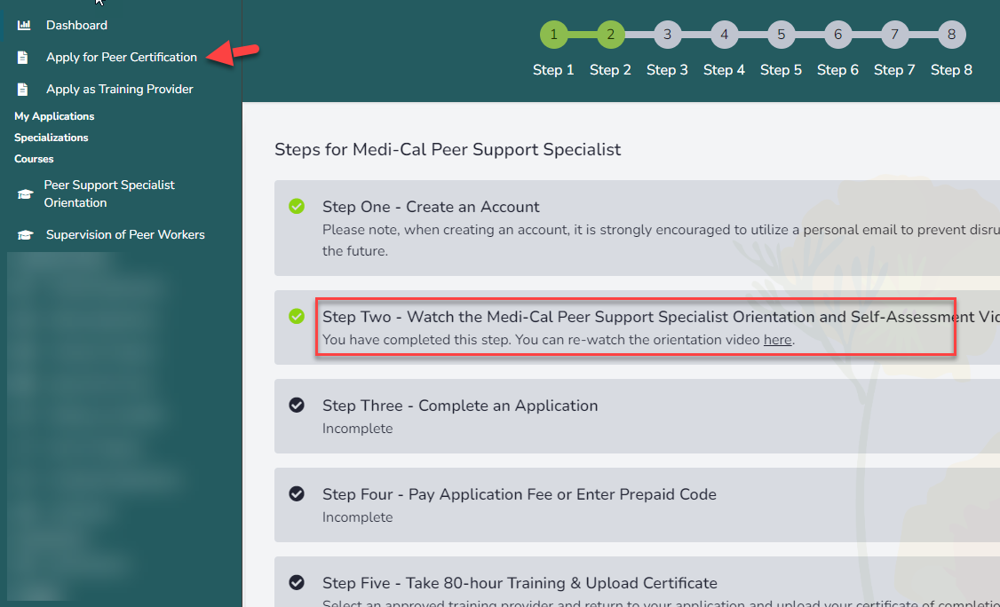 Dashboard
Apply for Peer Certification
Apply as Training Provider
My Applications
Specializations
Courses
Peer Support Specialist
Orientation
Supervision of Peer Workers
1 2 3 4 5 6 7 8
Step 1 Step 2 Step 3 Step 4 Step 5 Step 6 Step 7 Step 8
Steps for Medi-Cal Peer Support Specialist
Step One - Create an Account
Please note, when creating an account, it is strongly encouraged to utilize a personal email to prevent disru
the future.
Step Two - Watch the Medi-Cal Peer Support Specialist Orientation and Self-Assessment Vid
You have completed this step. You can re-watch the orientation video here.
Step Three - Complete an Application
Incomplete
Step Four - Pay Application Fee or Enter Prepaid Code
Incomplete
Step Five - Take 80-hour Training & Upload Certificate
Select an approved training provider and return to your application and upload your certificate of completio